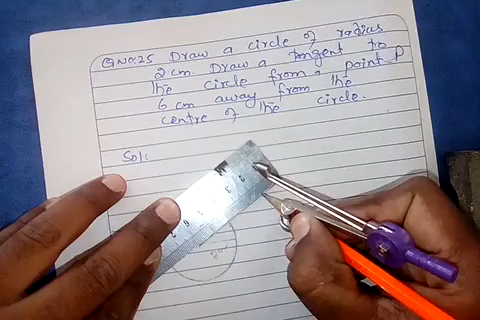 Q No.25 Draw a circle of radius
2 cm. Draw a tangent to
the circle from a point P
6 cm away from the
centre of the circle.
Sol: